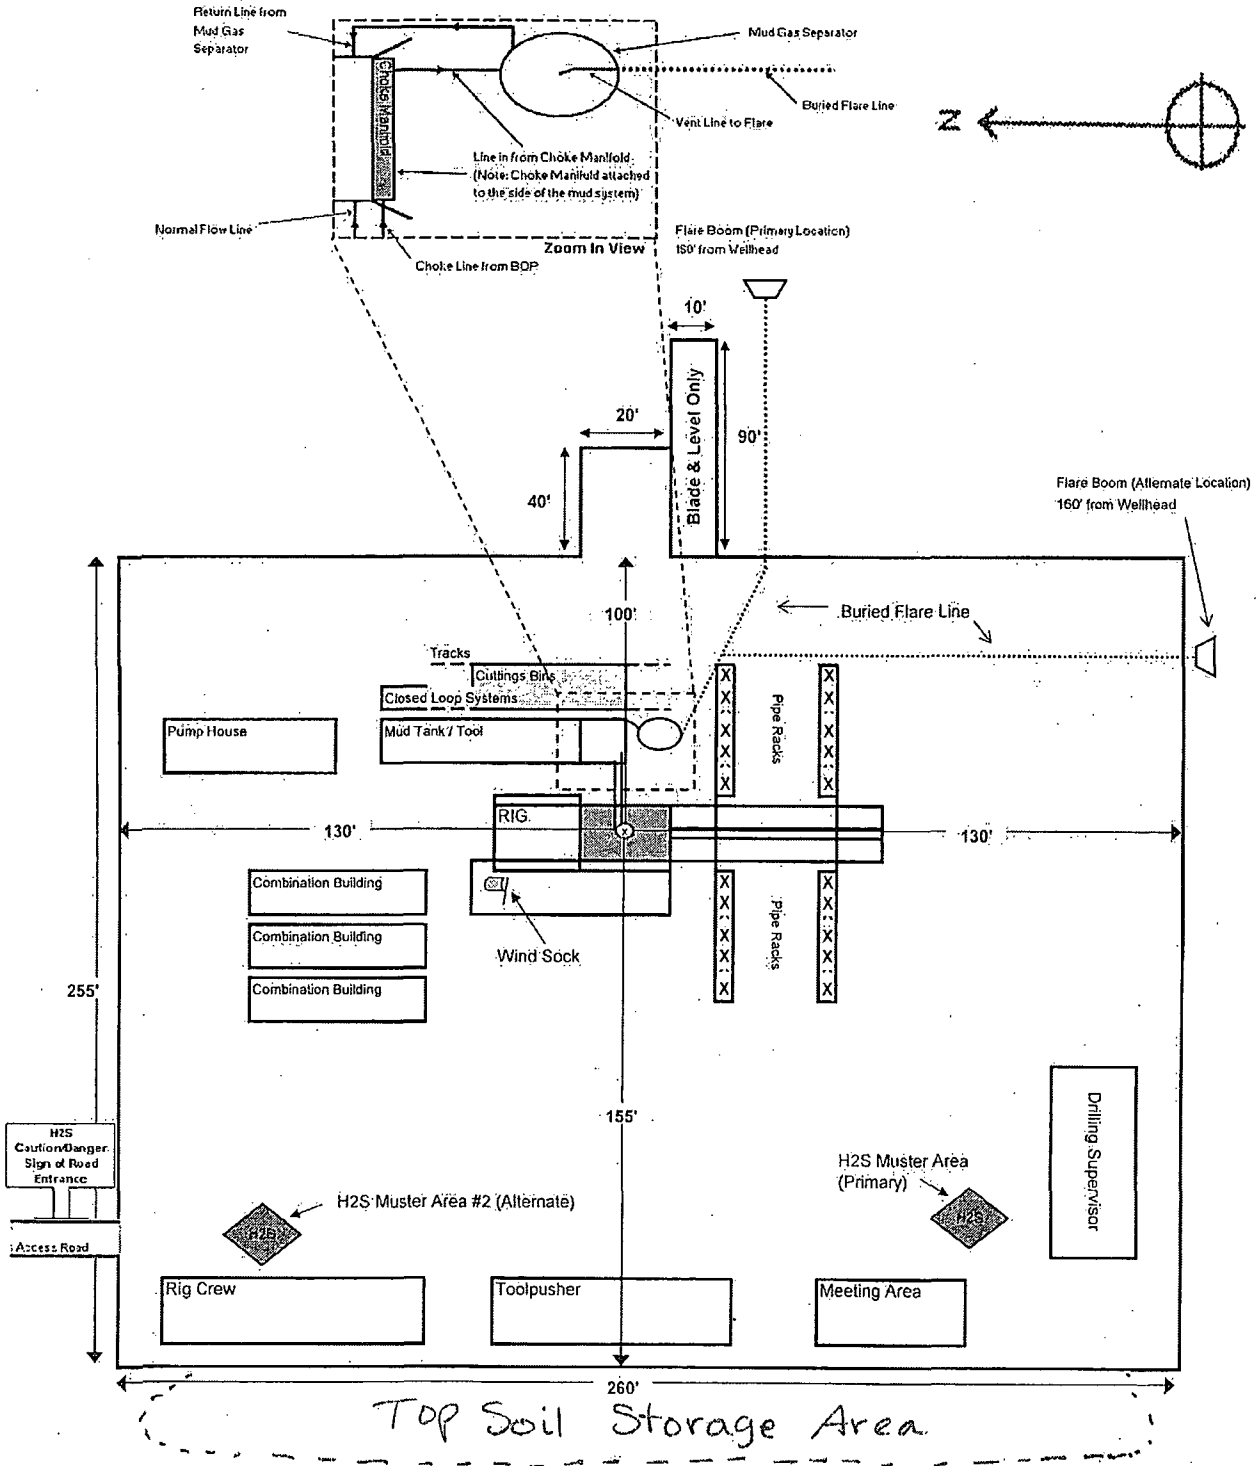 Return Line from
Mud Gas
Separator
Mud Gas Separator
Choke Manifold
Buried Flare Line
Vent Line to Flare
N
Line in from Choke Manifold
(Note: Choke Manifold attached
to the side of the mud system)
Normal Flow Line
Zoom In View
Choke Line from BOP
Flare Boom (Primary Location)
from Wellhead
10'
Blade & Level Only
90'
20'
40'
Flare Boom (Alternate Location)
160' from Wellhead
100'
Buried Flare Line
Tracks
Cuttings Bins
Closed Loop Systems
Pump House
Mud Tank / Tool
X
X
X
X
X
X
X
X
Pipe Racks
RIG
X
130'
130'
Combination Building
Combination Building
Combination Building
Wind Sock
X
X
X
X
X
X
X
X
X
X
Pipe Racks
255'
155'
Drilling Supervisor
H2S
Caution/Danger
Sign at Road
Entrance
Access Road
H2S Muster Area
(Primary)
H2S
H2S Muster Area #2 (Alternate)
H2S
Rig Crew
Toolpusher
Meeting Area
260'
Top Soil Storage Area